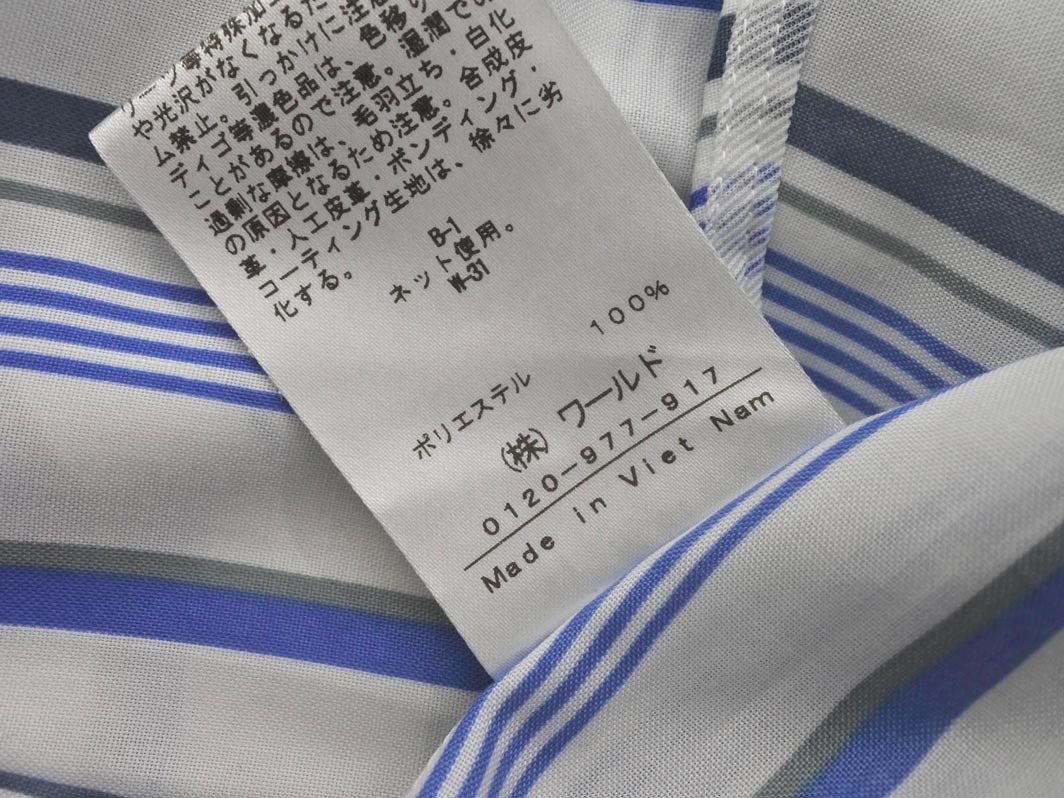 等特殊加
や光沢がなくなるた
ム禁止。引っかけに注意
ディゴ等濃色品は、色移り
ことがあるので注意。湿潤での
過剰な摩擦は、毛羽立ち・白化
の原因となるため注意。合成皮
革・人工皮革・ボンディング・
コーティング生地は、徐々に劣
化する。
B-1
ネット使用。
W-31
ポリエステル 100%
(株) ワールド
0120-977-917
Made in Viet Nam